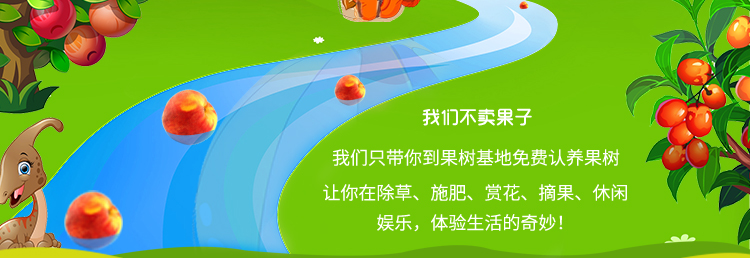 我们不卖果子
我们只带你到果树基地免费认养果树
让你在除草、施肥、赏花、摘果、休闲
娱乐，体验生活的奇妙！